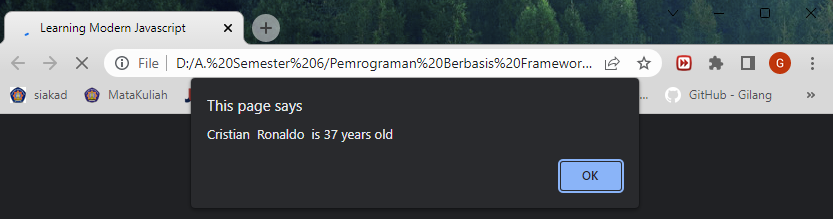 Learning Modern Javascript
File | D:/A.%20Semester%206/Pemrograman%20Berbasis%20Framewor...
G
siakad MataKuliah ... GitHub - Gilang »
This page says
Cristian  Ronaldo  is 37 years old
OK